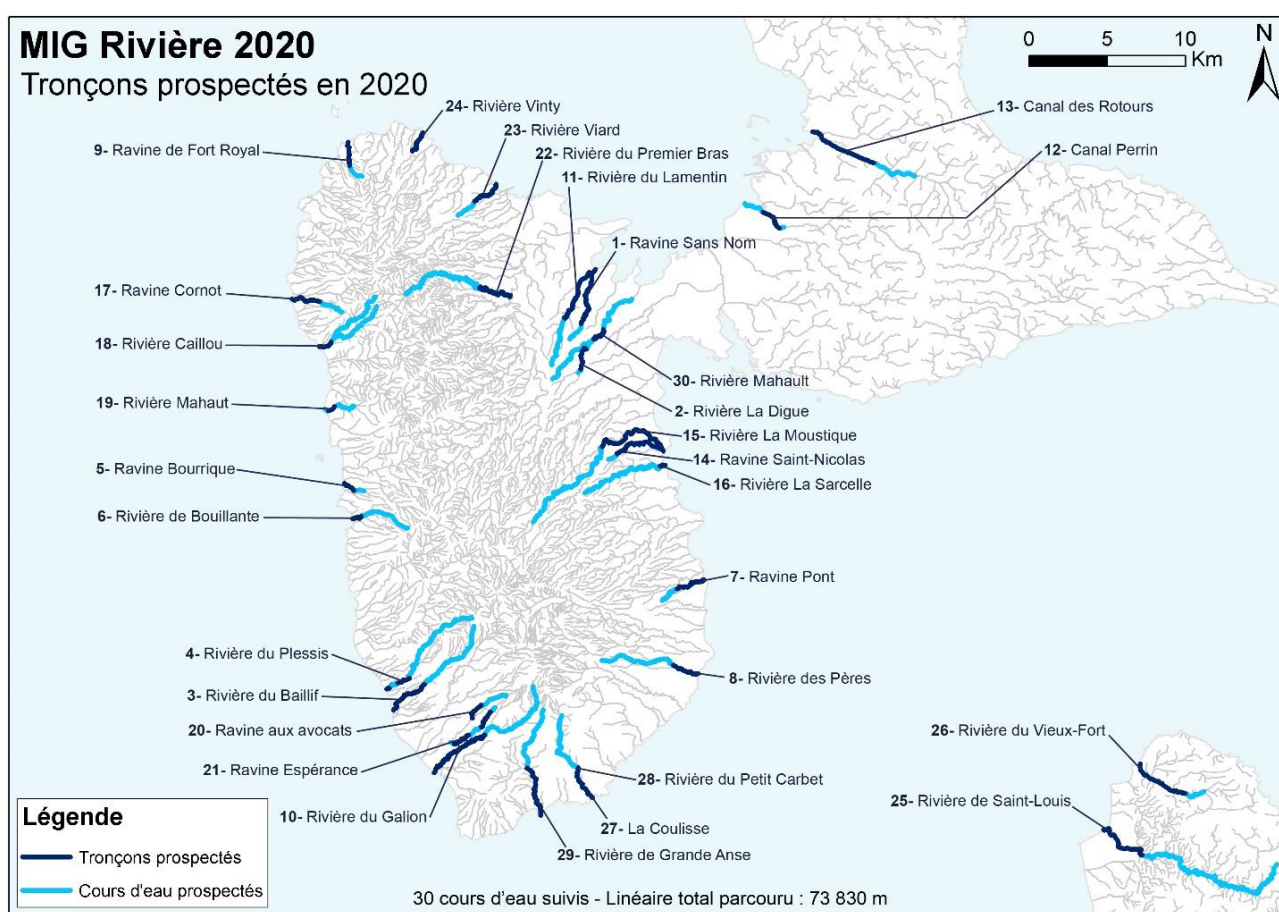 MIG Rivière 2020
Tronçons prospectés en 2020
0 5 10
Km
N
24- Rivière Vinty
23- Rivière Viard
9- Ravine de Fort Royal
22- Rivière du Premier Bras
11- Rivière du Lamentin
13- Canal des Rotours
12- Canal Perrin
1- Ravine Sans Nom
17- Ravine Cornot
18- Rivière Caillou
30- Rivière Mahault
19- Rivière Mahaut
2- Rivière La Digue
15- Rivière La Moustique
14- Ravine Saint-Nicolas
5- Ravine Bourrique
16- Rivière La Sarcelle
6- Rivière de Bouillante
7- Ravine Pont
4- Rivière du Plessis
8- Rivière des Pères
3- Rivière du Baillif
20- Ravine aux avocats
26- Rivière du Vieux-Fort
21- Ravine Espérance
28- Rivière du Petit Carbet
25- Rivière de Saint-Louis
10- Rivière du Galion
27- La Coulisse
29- Rivière de Grande Anse
Légende
Tronçons prospectés
Cours d'eau prospectés
30 cours d’eau suivis - Linéaire total parcouru : 73 830 m